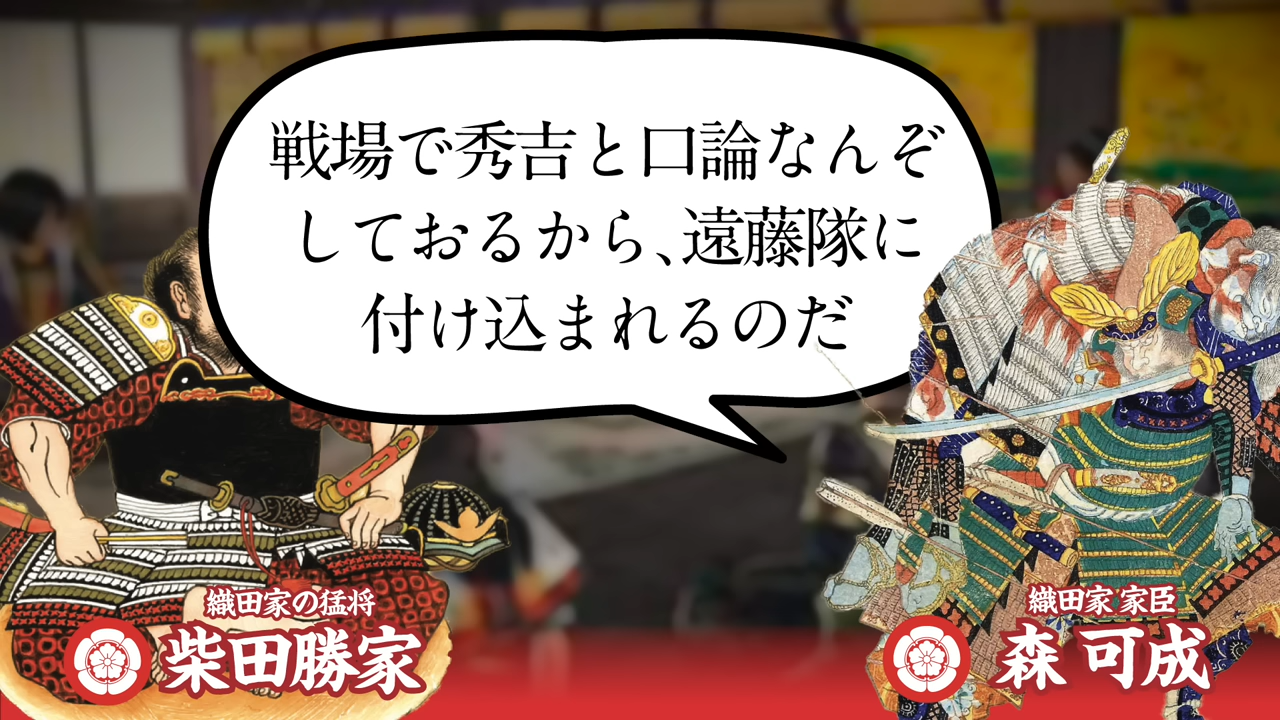 戦場で秀吉と口論なんぞ
しておるから、遠藤隊に
付け込まれるのだ
織田家の猛将
柴田勝家
織田家 家臣
森 可成